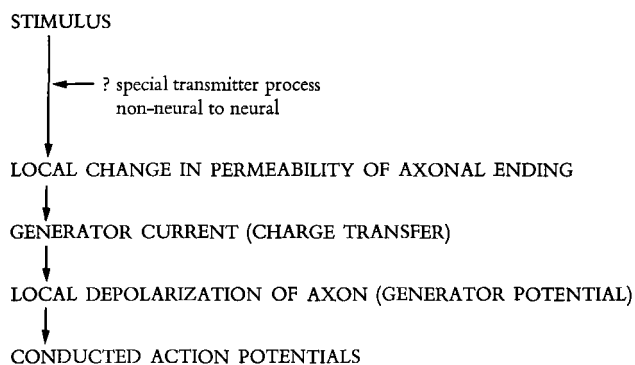 STIMULUS
? special transmitter process
non-neural to neural
LOCAL CHANGE IN PERMEABILITY OF AXONAL ENDING
GENERATOR CURRENT (CHARGE TRANSFER)
LOCAL DEPOLARIZATION OF AXON (GENERATOR POTENTIAL)
CONDUCTED ACTION POTENTIALS